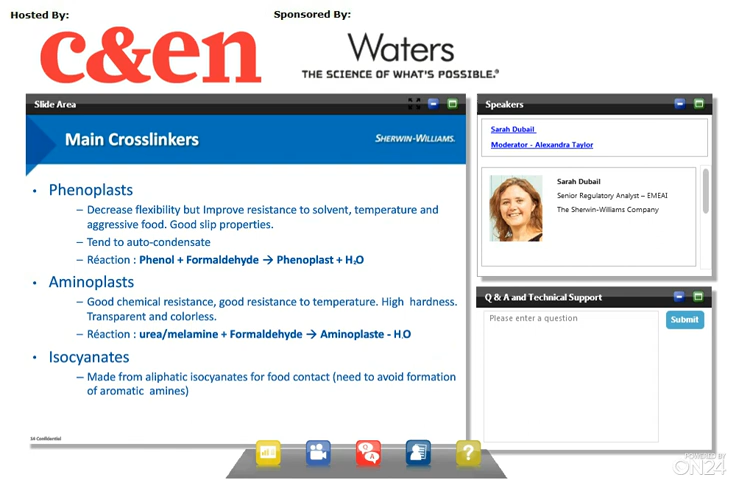 Hosted By:
Sponsored By:
c&en
Waters
THE SCIENCE OF WHAT'S POSSIBLE.®
Slide Area
Main Crosslinkers
SHERWIN-WILLIAMS.
• Phenoplasts
– Decrease flexibility but Improve resistance to solvent, temperature and
aggressive food. Good slip properties.
– Tend to auto-condensate
– Réaction : Phenol + Formaldehyde → Phenoplast + H₂O
• Aminoplasts
– Good chemical resistance, good resistance to temperature. High hardness.
Transparent and colorless.
– Réaction : urea/melamine + Formaldehyde → Aminoplaste - H₂O
• Isocyanates
– Made from aliphatic isocyanates for food contact (need to avoid formation
of aromatic amines)
54 Confidential
Speakers
Sarah Dubail
Moderator - Alexandra Taylor
Sarah Dubail
Senior Regulatory Analyst – EMEAI
The Sherwin-Williams Company
Q & A and Technical Support
Please enter a question
Submit
Q
A
?
POWERED BY
ON24